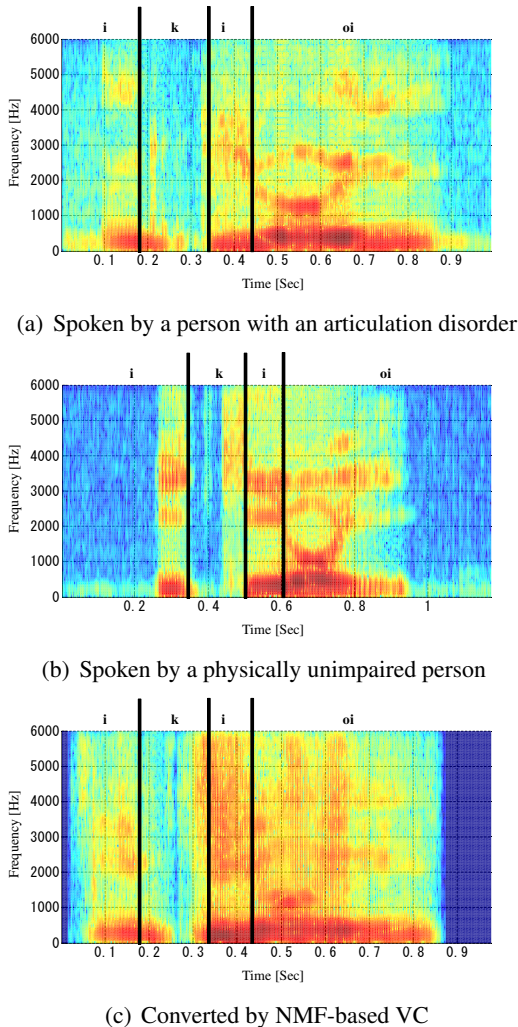 i k i oi
6000
5000
4000
3000
2000
1000
0
Frequency [Hz]
0.1 0.2 0.3 0.4 0.5 0.6 0.7 0.8 0.9
Time [Sec]
(a) Spoken by a person with an articulation disorder
i k i oi
6000
5000
4000
3000
2000
1000
0
Frequency [Hz]
0.2 0.4 0.6 0.8 1
Time [Sec]
(b) Spoken by a physically unimpaired person
i k i oi
6000
5000
4000
3000
2000
1000
0
Frequency [Hz]
0.1 0.2 0.3 0.4 0.5 0.6 0.7 0.8 0.9
Time [Sec]
(c) Converted by NMF-based VC